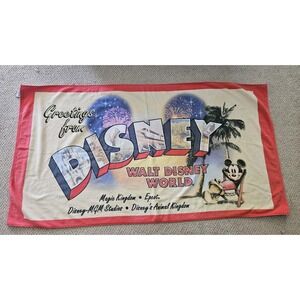 Greetings
from
DISNEY
WALT DISNEY
WORLD
Magic Kingdom • Epcot
Disney-MGM Studios • Disney's Animal Kingdom